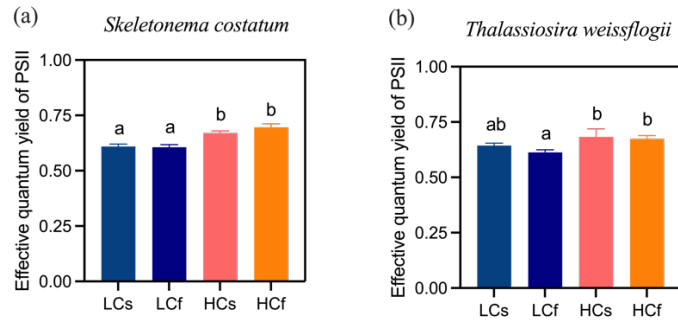 (a)
Skeletonema costatum
Effective quantum yield of PSII
1.00
0.75
0.50
0.25
0.00
a
a
b
b
LCs LCf HCs HCf
(b)
Thalassiosira weissflogii
Effective quantum yield of PSII
1.00
0.75
0.50
0.25
0.00
ab
a
b
b
LCs LCf HCs HCf